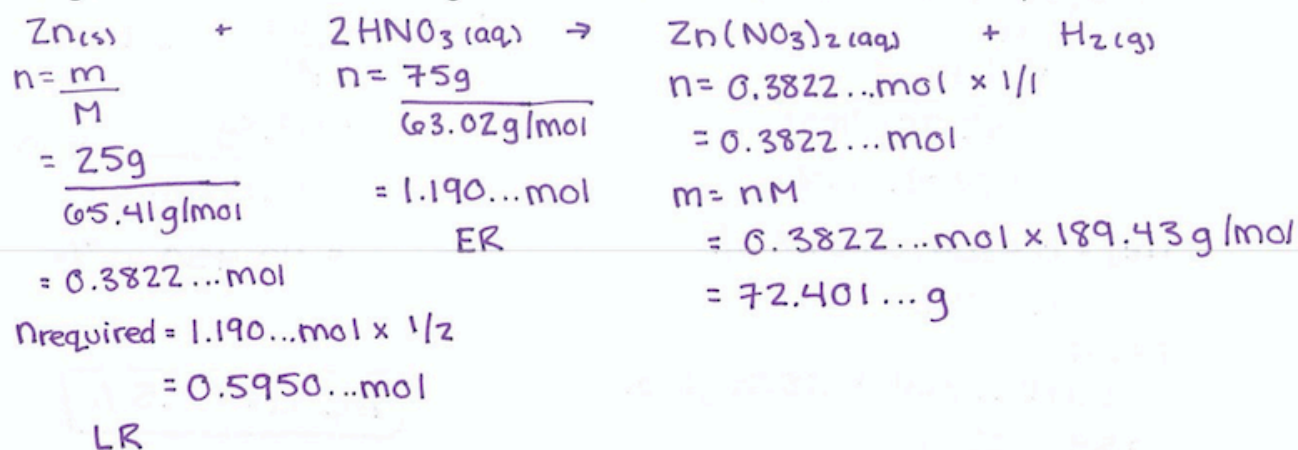 Zn(s) + 2HNO3 (aq) → Zn(NO3)2 (aq) + H2 (g)
n = m
M
= 25g
65.41 g/mol
= 0.3822...mol
nrequired = 1.190...mol × 1/2
= 0.5950...mol
LR
n = 75g
63.02 g/mol
= 1.190...mol
ER
n = 0.3822...mol × 1/1
= 0.3822...mol
m = nM
= 0.3822...mol × 189.43 g/mol
= 72.401...g